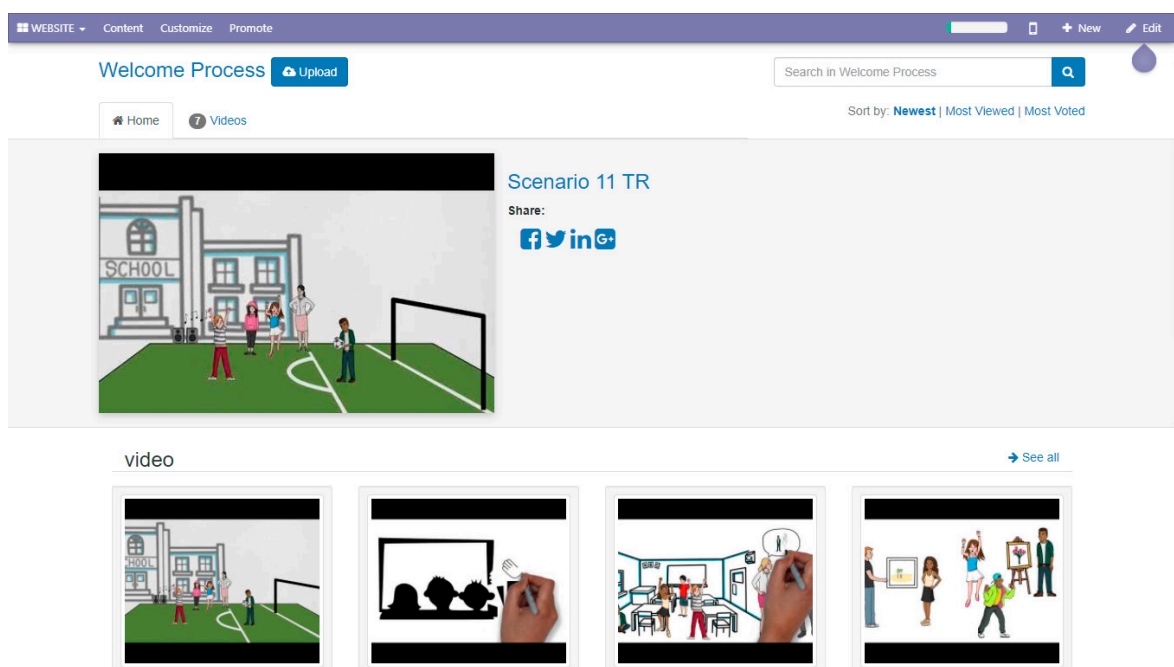 WEBSITE Content Customize Promote New Edit
Welcome Process Upload Search in Welcome Process
Home 7 Videos Sort by: Newest | Most Viewed | Most Voted
Scenario 11 TR
Share:
SCHOOL
video See all